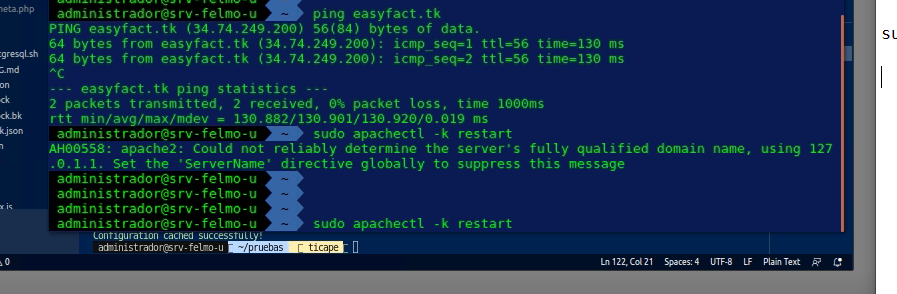 neta.php
administrador@srv-felmo-u ~ ping easyfact.tk
PING easyfact.tk (34.74.249.200) 56(84) bytes of data.
64 bytes from easyfact.tk (34.74.249.200): icmp_seq=1 ttl=56 time=130 ms
64 bytes from easyfact.tk (34.74.249.200): icmp_seq=2 ttl=56 time=130 ms
^C
--- easyfact.tk ping statistics ---
2 packets transmitted, 2 received, 0% packet loss, time 1000ms
rtt min/avg/max/mdev = 130.882/130.901/130.920/0.019 ms
administrador@srv-felmo-u ~ sudo apachectl -k restart
AH00558: apache2: Could not reliably determine the server's fully qualified domain name, using 127
.0.1.1. Set the 'ServerName' directive globally to suppress this message
administrador@srv-felmo-u ~
administrador@srv-felmo-u ~
administrador@srv-felmo-u ~
administrador@srv-felmo-u ~ sudo apachectl -k restart
Configuration cached successfully!
administrador@srv-felmo-u ~/pruebas ticape
tgresql.sh
G.md
on
ock
ock.bk
k.json
n
x.js
0
Ln 122, Col 21
Spaces: 4
UTF-8
LF
Plain Text
su